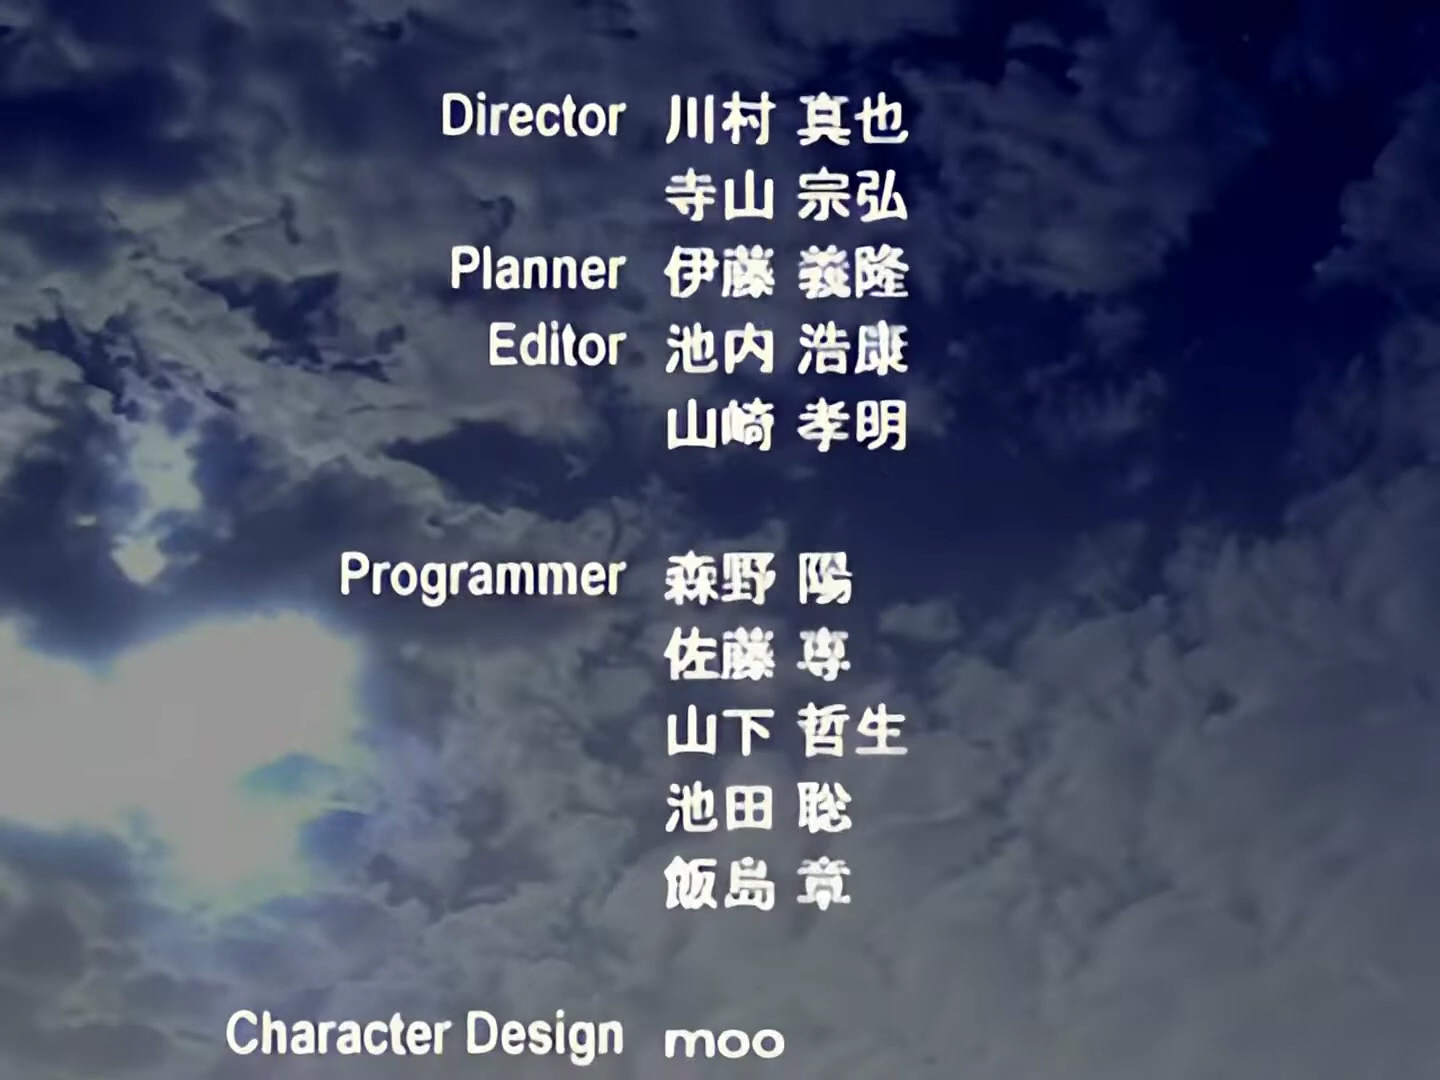 Director 川村 真也
寺山 宗弘
Planner 伊藤 義隆
Editor 池内 浩康
山崎 孝明
Programmer 森野 陽
佐藤 専
山下 哲生
池田 聡
飯島 章
Character Design moo